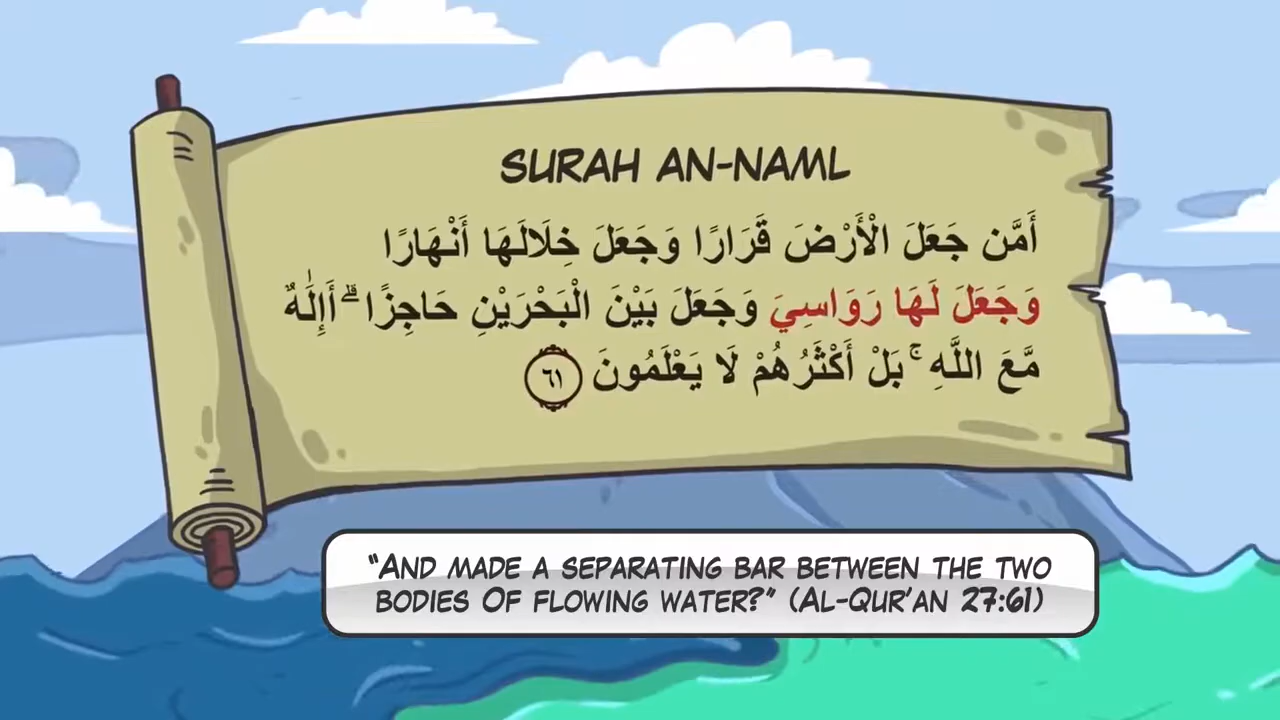 SURAH AN-NAML
أَمَّن جَعَلَ الْأَرْضَ قَرَارًا وَجَعَلَ خِلَالَهَا أَنْهَارًا
وَجَعَلَ لَهَا رَوَاسِيَ وَجَعَلَ بَيْنَ الْبَحْرَيْنِ حَاجِزًا ۗ أَإِلَٰهٌ
مَّعَ اللَّهِ ۚ بَلْ أَكْثَرُهُمْ لَا يَعْلَمُونَ ٦١
"AND MADE A SEPARATING BAR BETWEEN THE TWO
BODIES OF FLOWING WATER?" (AL-QUR'AN 27:61)